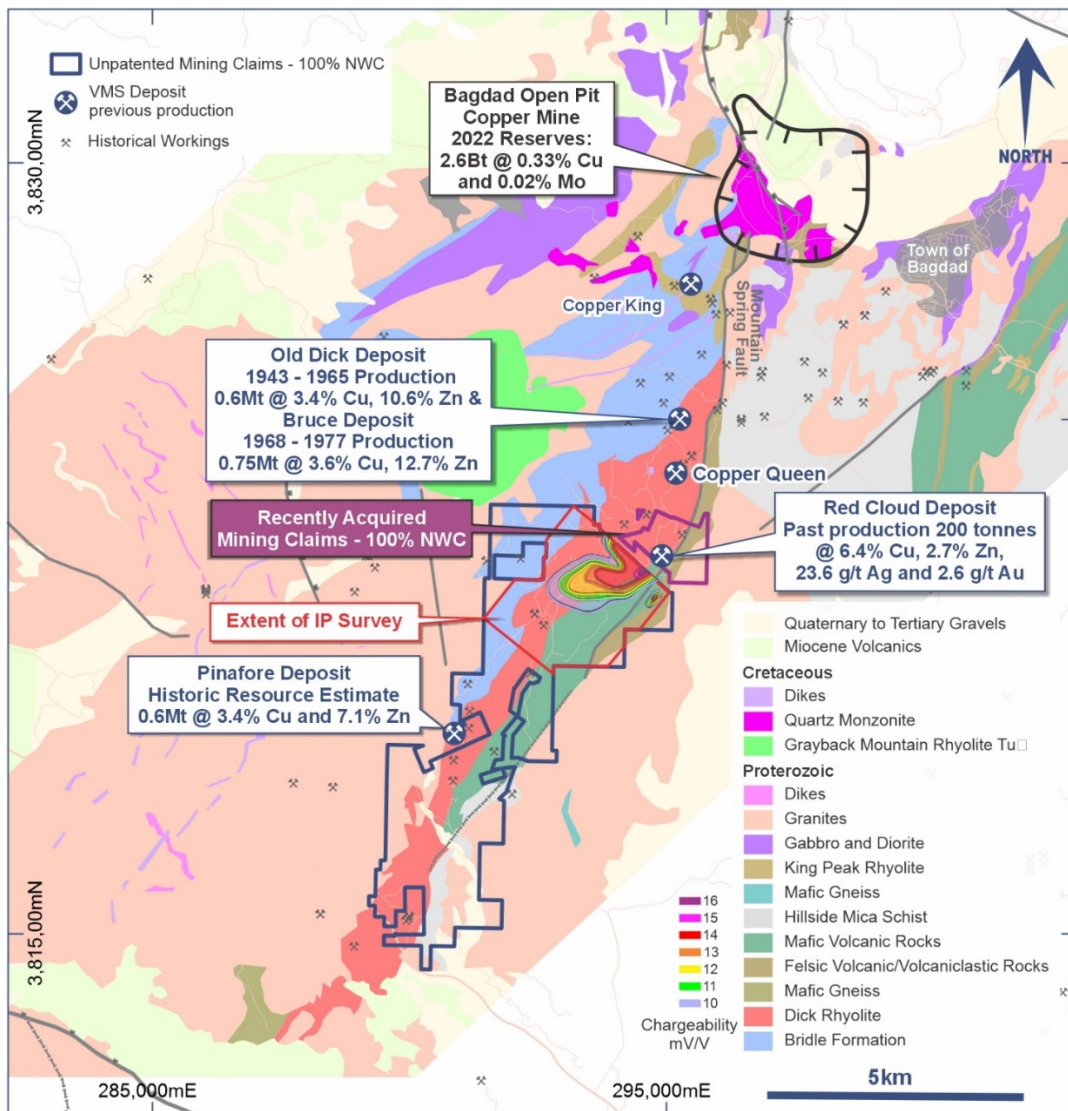 Unpatented Mining Claims - 100% NWC
VMS Deposit
previous production
Historical Workings
Bagdad Open Pit
Copper Mine
2022 Reserves:
2.6Bt @ 0.33% Cu
and 0.02% Mo
NORTH
3,830,00mN
Town of
Bagdad
Copper King
Mountain
Spring Fault
Old Dick Deposit
1943 - 1965 Production
0.6Mt @ 3.4% Cu, 10.6% Zn &
Bruce Deposit
1968 - 1977 Production
0.75Mt @ 3.6% Cu, 12.7% Zn
Copper Queen
Recently Acquired
Mining Claims - 100% NWC
Red Cloud Deposit
Past production 200 tonnes
@ 6.4% Cu, 2.7% Zn,
23.6 g/t Ag and 2.6 g/t Au
Extent of IP Survey
Pinafore Deposit
Historic Resource Estimate
0.6Mt @ 3.4% Cu and 7.1% Zn
Quaternary to Tertiary Gravels
Miocene Volcanics
Cretaceous
Dikes
Quartz Monzonite
Grayback Mountain Rhyolite Tu□
Proterozoic
Dikes
Granites
Gabbro and Diorite
King Peak Rhyolite
Mafic Gneiss
Hillside Mica Schist
Mafic Volcanic Rocks
Felsic Volcanic/Volcaniclastic Rocks
Mafic Gneiss
Dick Rhyolite
Bridle Formation
16
15
14
13
12
11
10
Chargeability
mV/V
3,815,00mN
285,000mE
295,000mE
5km